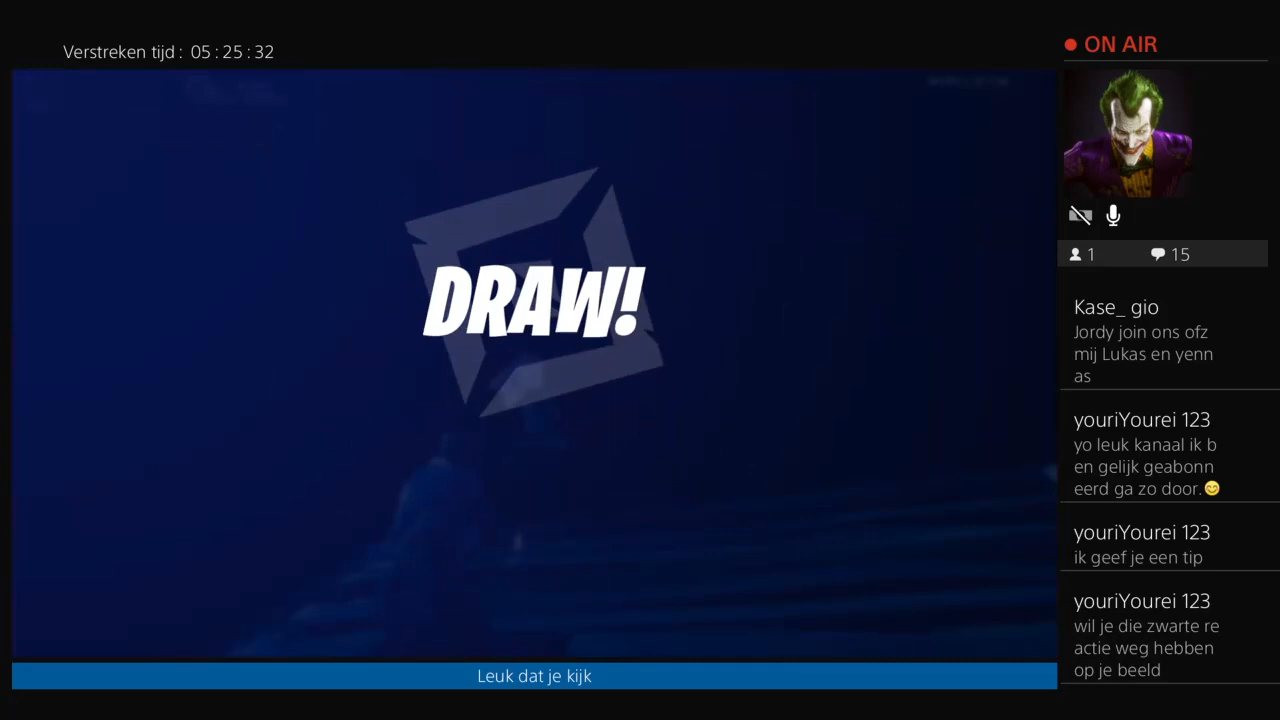 Verstreken tijd : 05 : 25 : 32
ON AIR
DRAW!
1 15
Kase_ gio
Jordy join ons ofz
mij Lukas en yenn
as
youriYourei 123
yo leuk kanaal ik b
en gelijk geabonn
eerd ga zo door.😊
youriYourei 123
ik geef je een tip
youriYourei 123
wil je die zwarte re
actie weg hebben
op je beeld
Leuk dat je kijk